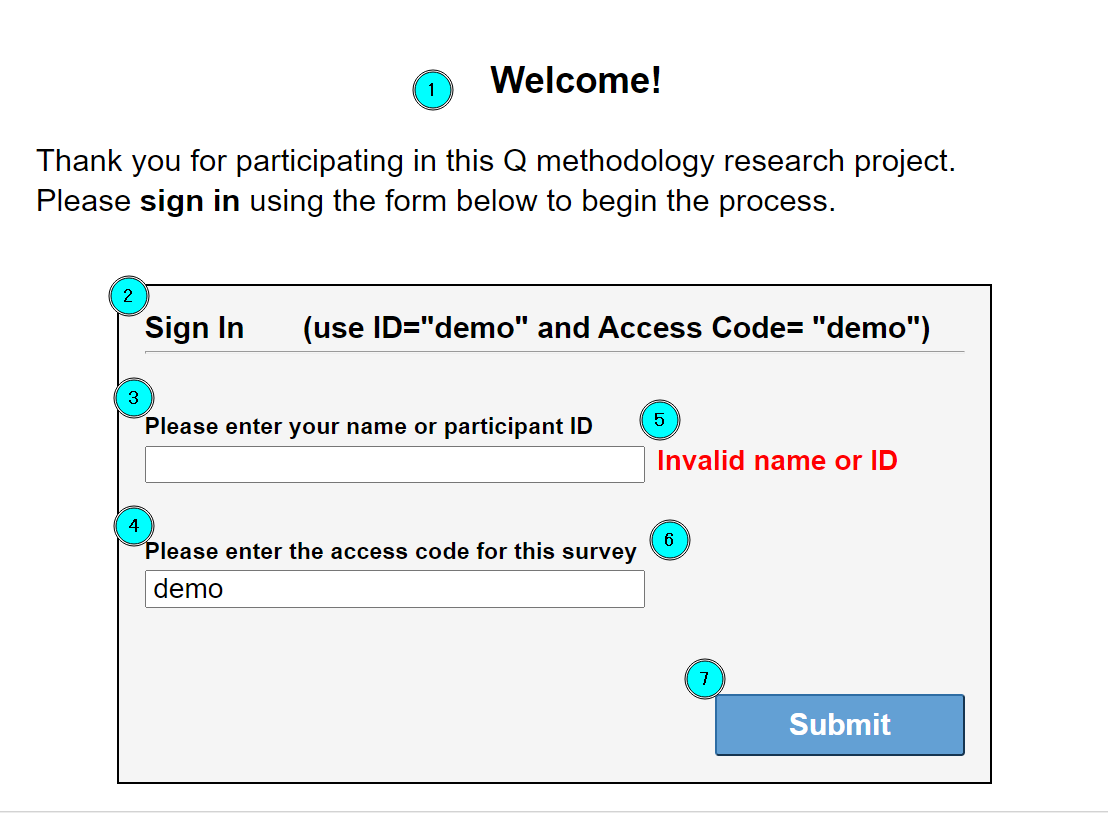 1
Welcome!
Thank you for participating in this Q methodology research project.
Please sign in using the form below to begin the process.
2
Sign In (use ID="demo" and Access Code= "demo")
3
Please enter your name or participant ID
5
Invalid name or ID
4
Please enter the access code for this survey
6
demo
7
Submit